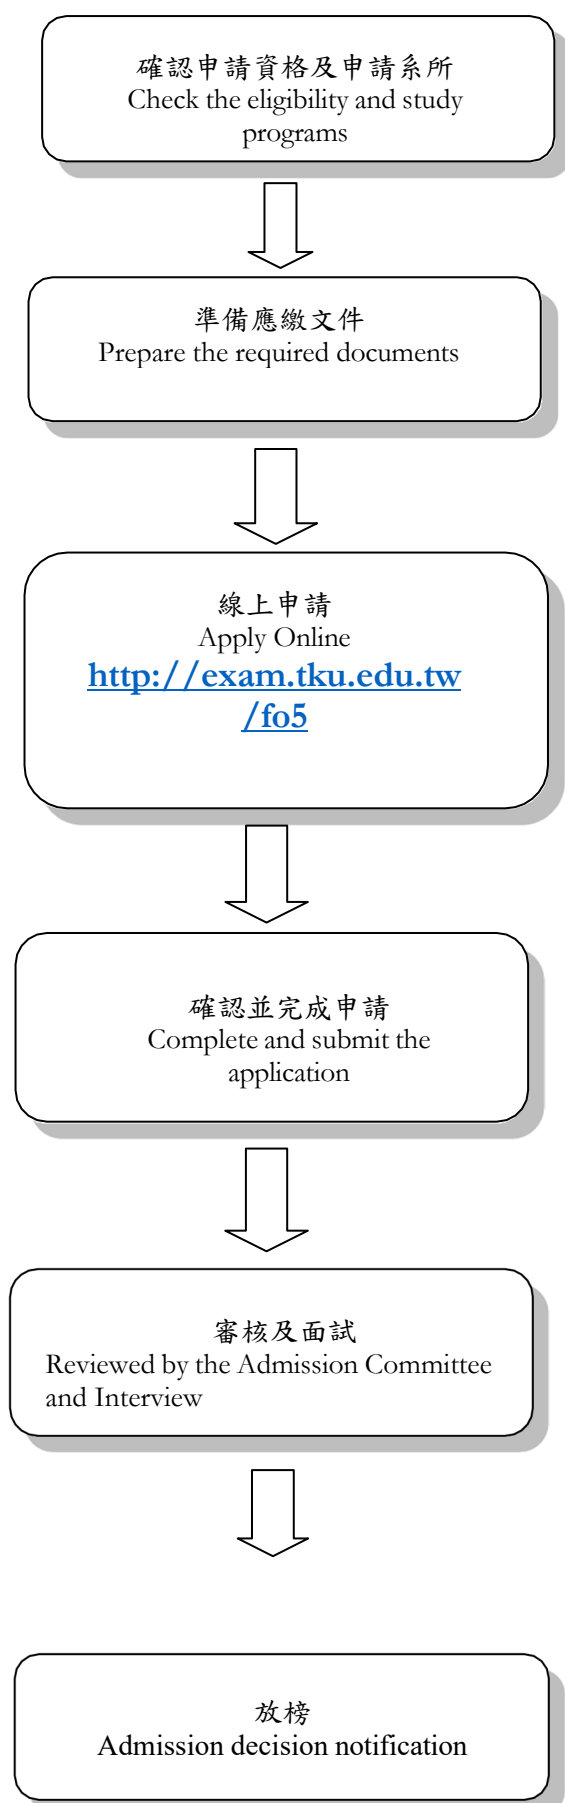 確認申請資格及申請系所
Check the eligibility and study
programs
準備應繳文件
Prepare the required documents
線上申請
Apply Online
http://exam.tku.edu.tw
/fo5
確認並完成申請
Complete and submit the
application
審核及面試
Reviewed by the Admission Committee
and Interview
放榜
Admission decision notification